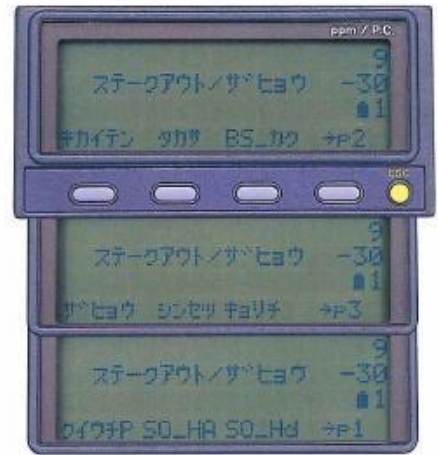 ppm / P.C.
9
ステークアウト/ザヒョウ -30
1
キカイテン タカサ BS_カク →P2
ESC
9
ステークアウト/ザヒョウ -30
1
ザヒョウ シンセツ キョリチ →P3
9
ステークアウト/ザヒョウ -30
1
クイウチP SO_HA SO_Hd →P1